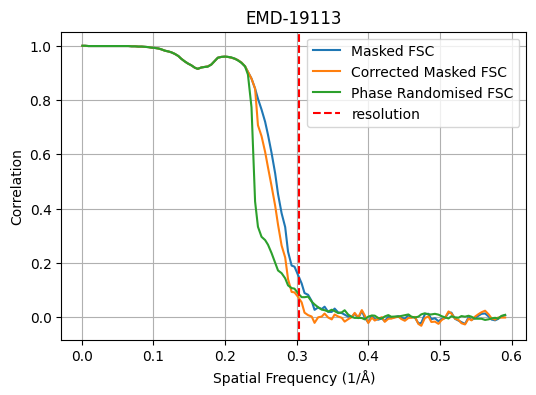 EMD-19113
Masked FSC
Corrected Masked FSC
Phase Randomised FSC
resolution
Correlation
1.0
0.8
0.6
0.4
0.2
0.0
0.0 0.1 0.2 0.3 0.4 0.5 0.6
Spatial Frequency (1/Å)